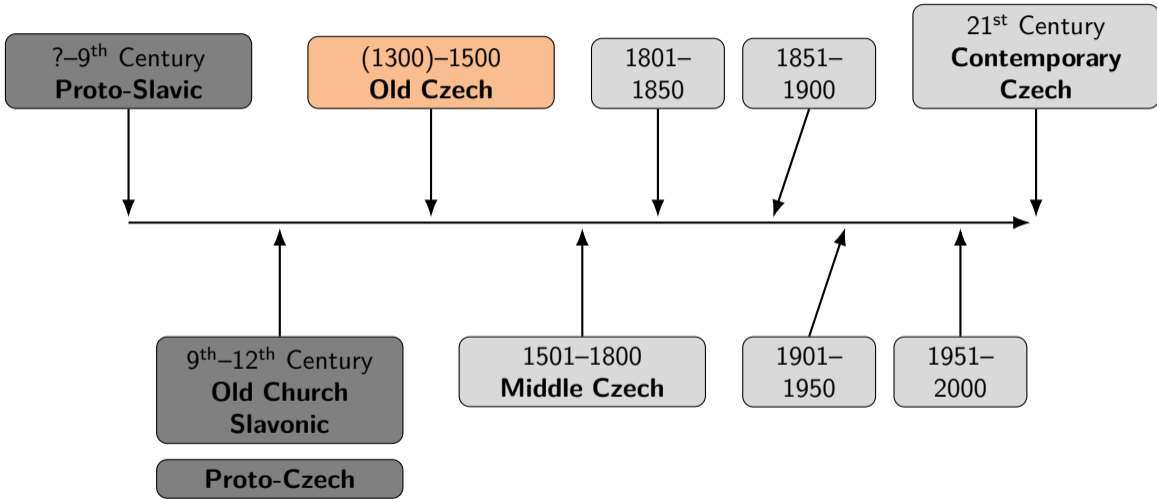 ?–9th Century
Proto-Slavic
(1300)–1500
Old Czech
1801–
1850
1851–
1900
21st Century
Contemporary
Czech
9th–12th Century
Old Church
Slavonic
Proto-Czech
1501–1800
Middle Czech
1901–
1950
1951–
2000